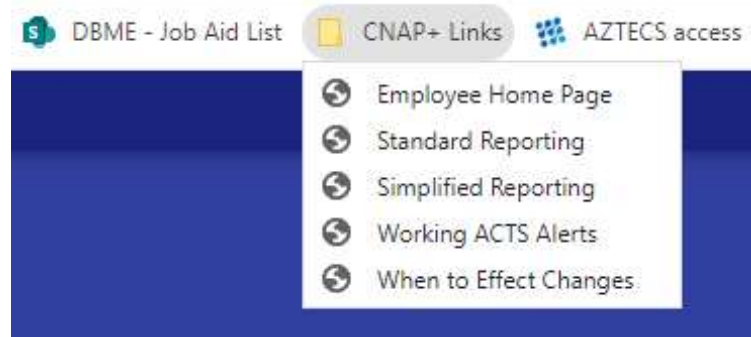 DBME - Job Aid List CNAP+ Links AZTECS access
Employee Home Page
Standard Reporting
Simplified Reporting
Working ACTS Alerts
When to Effect Changes